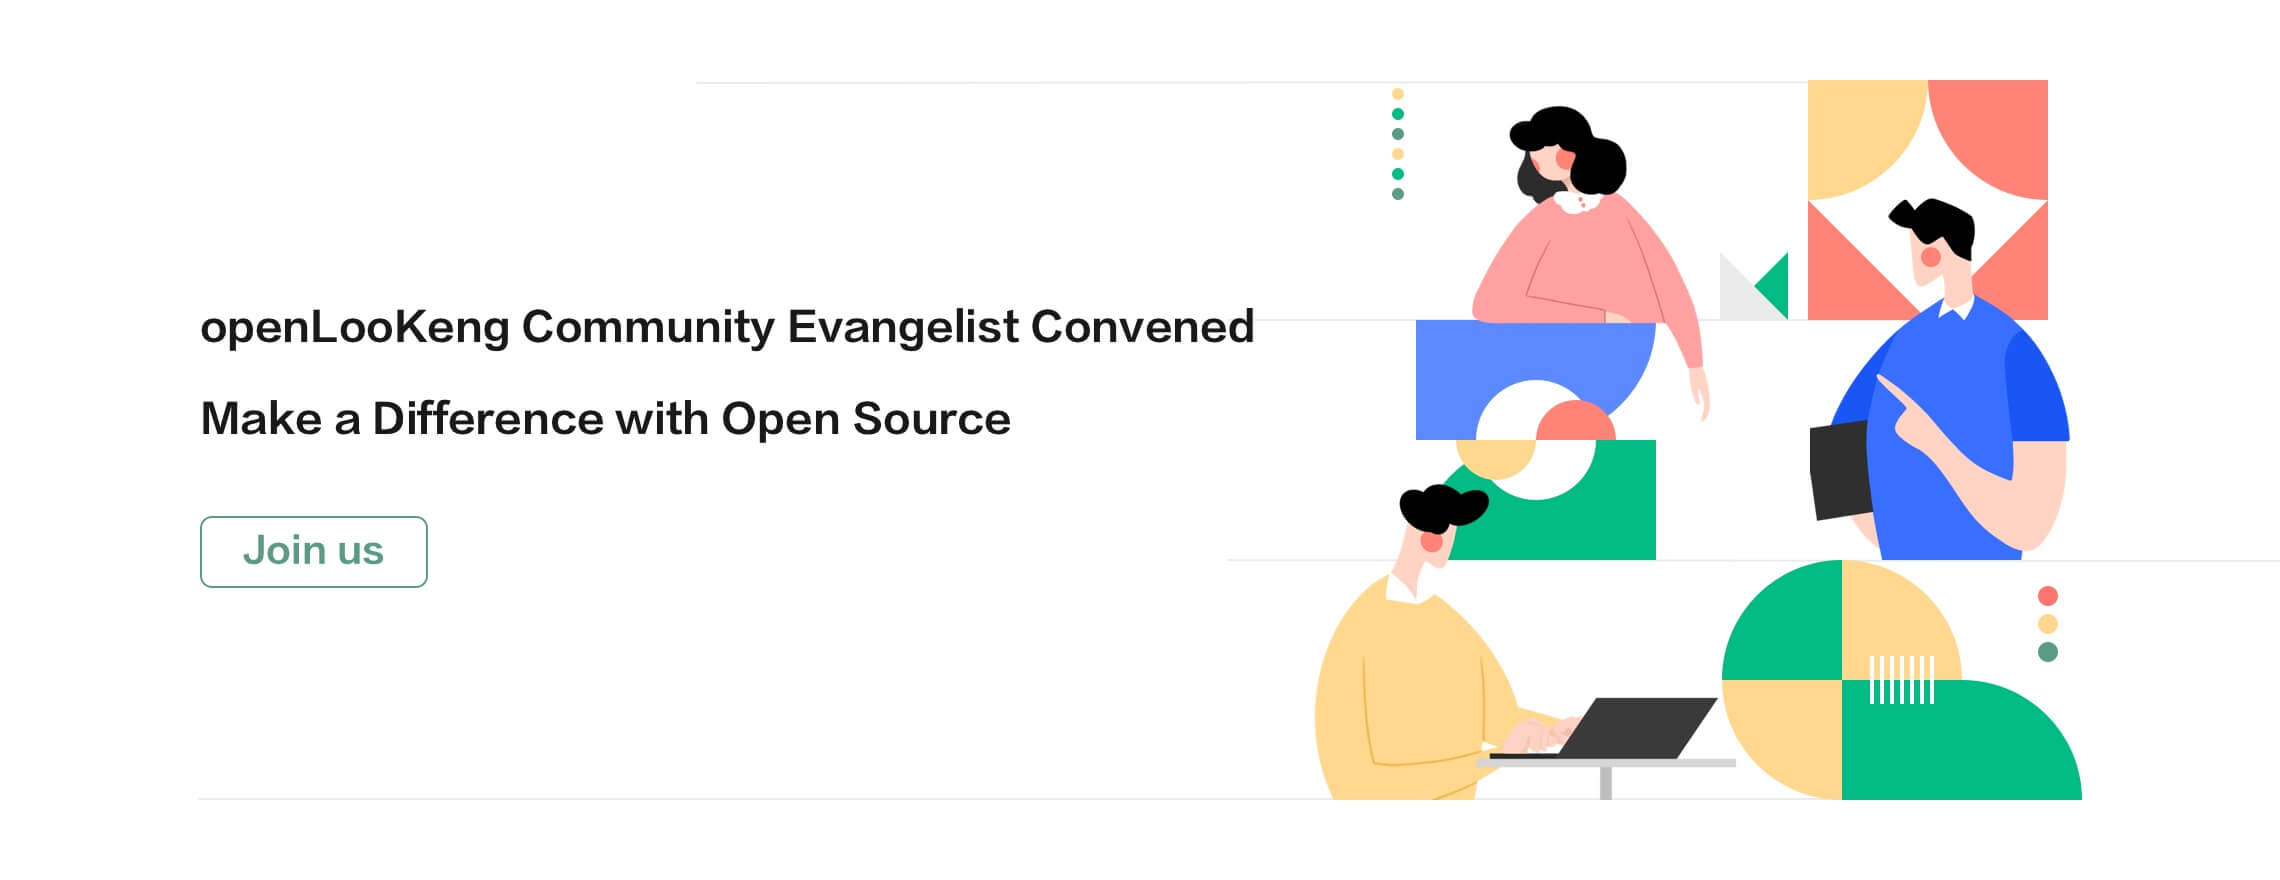 openLooKeng Community Evangelist Convened
Make a Difference with Open Source
Join us